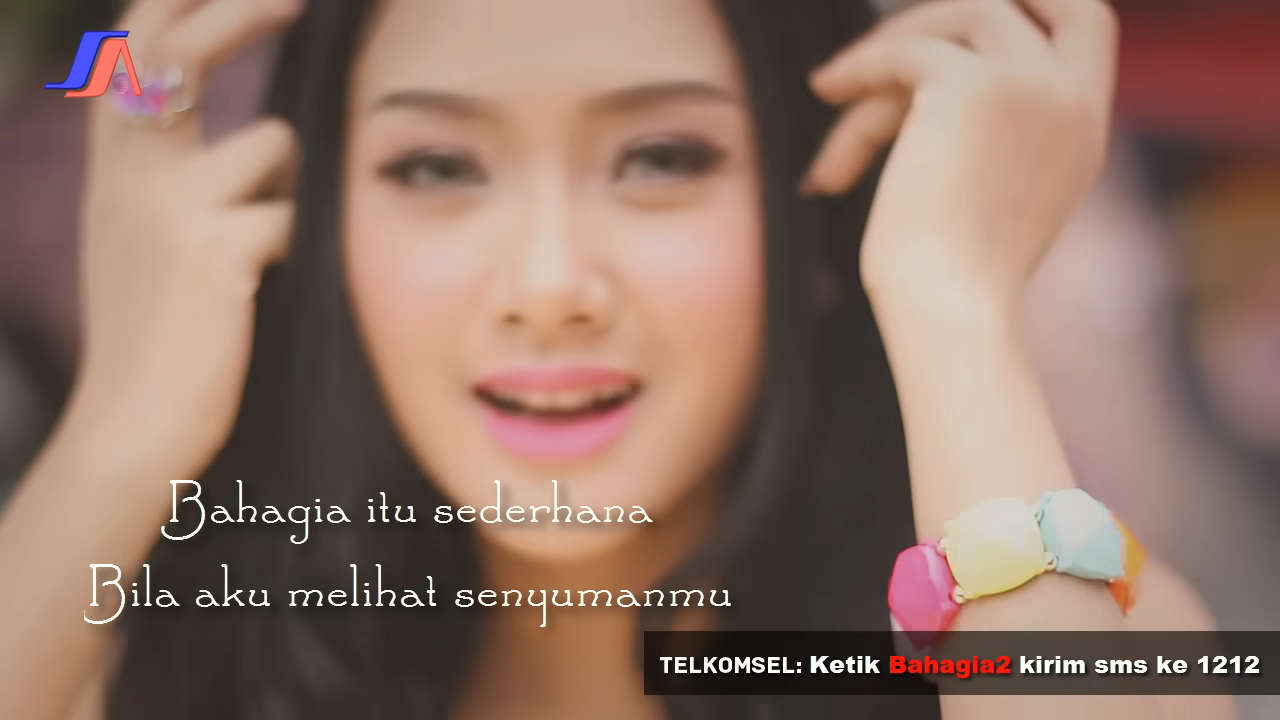 Bahagia itu sederhana
Bila aku melihat senyumanmu
TELKOMSEL: Ketik Bahagia2 kirim sms ke 1212